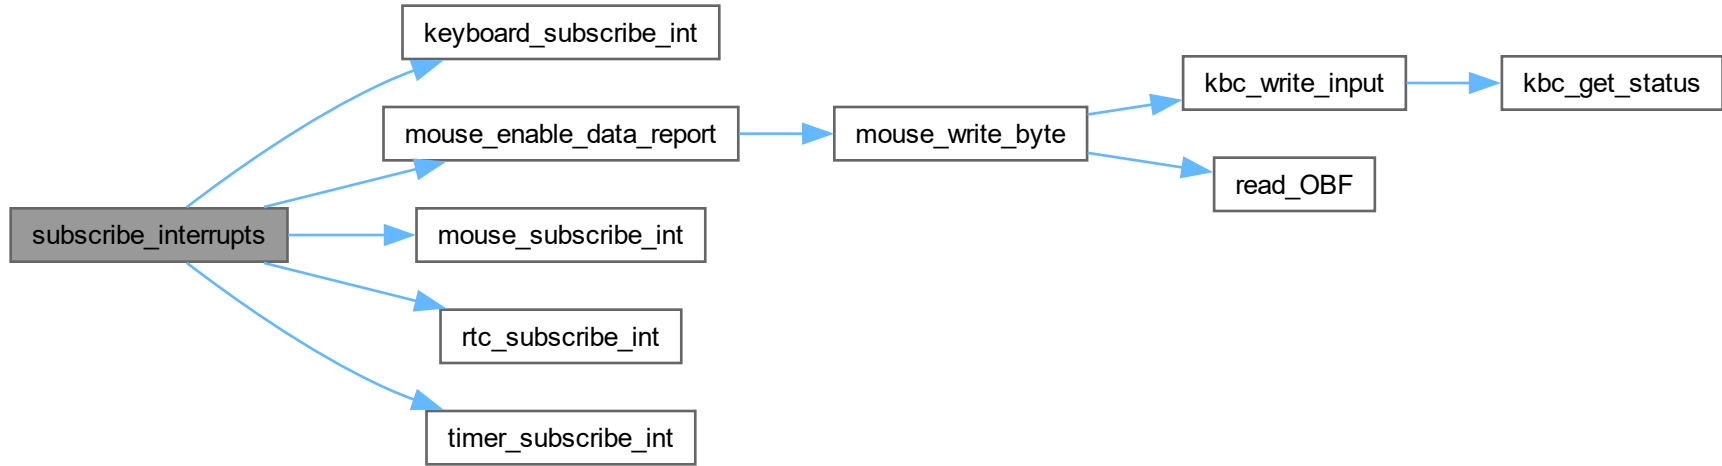 keyboard_subscribe_int
kbc_write_input
kbc_get_status
mouse_enable_data_report
mouse_write_byte
read_OBF
subscribe_interrupts
mouse_subscribe_int
rtc_subscribe_int
timer_subscribe_int